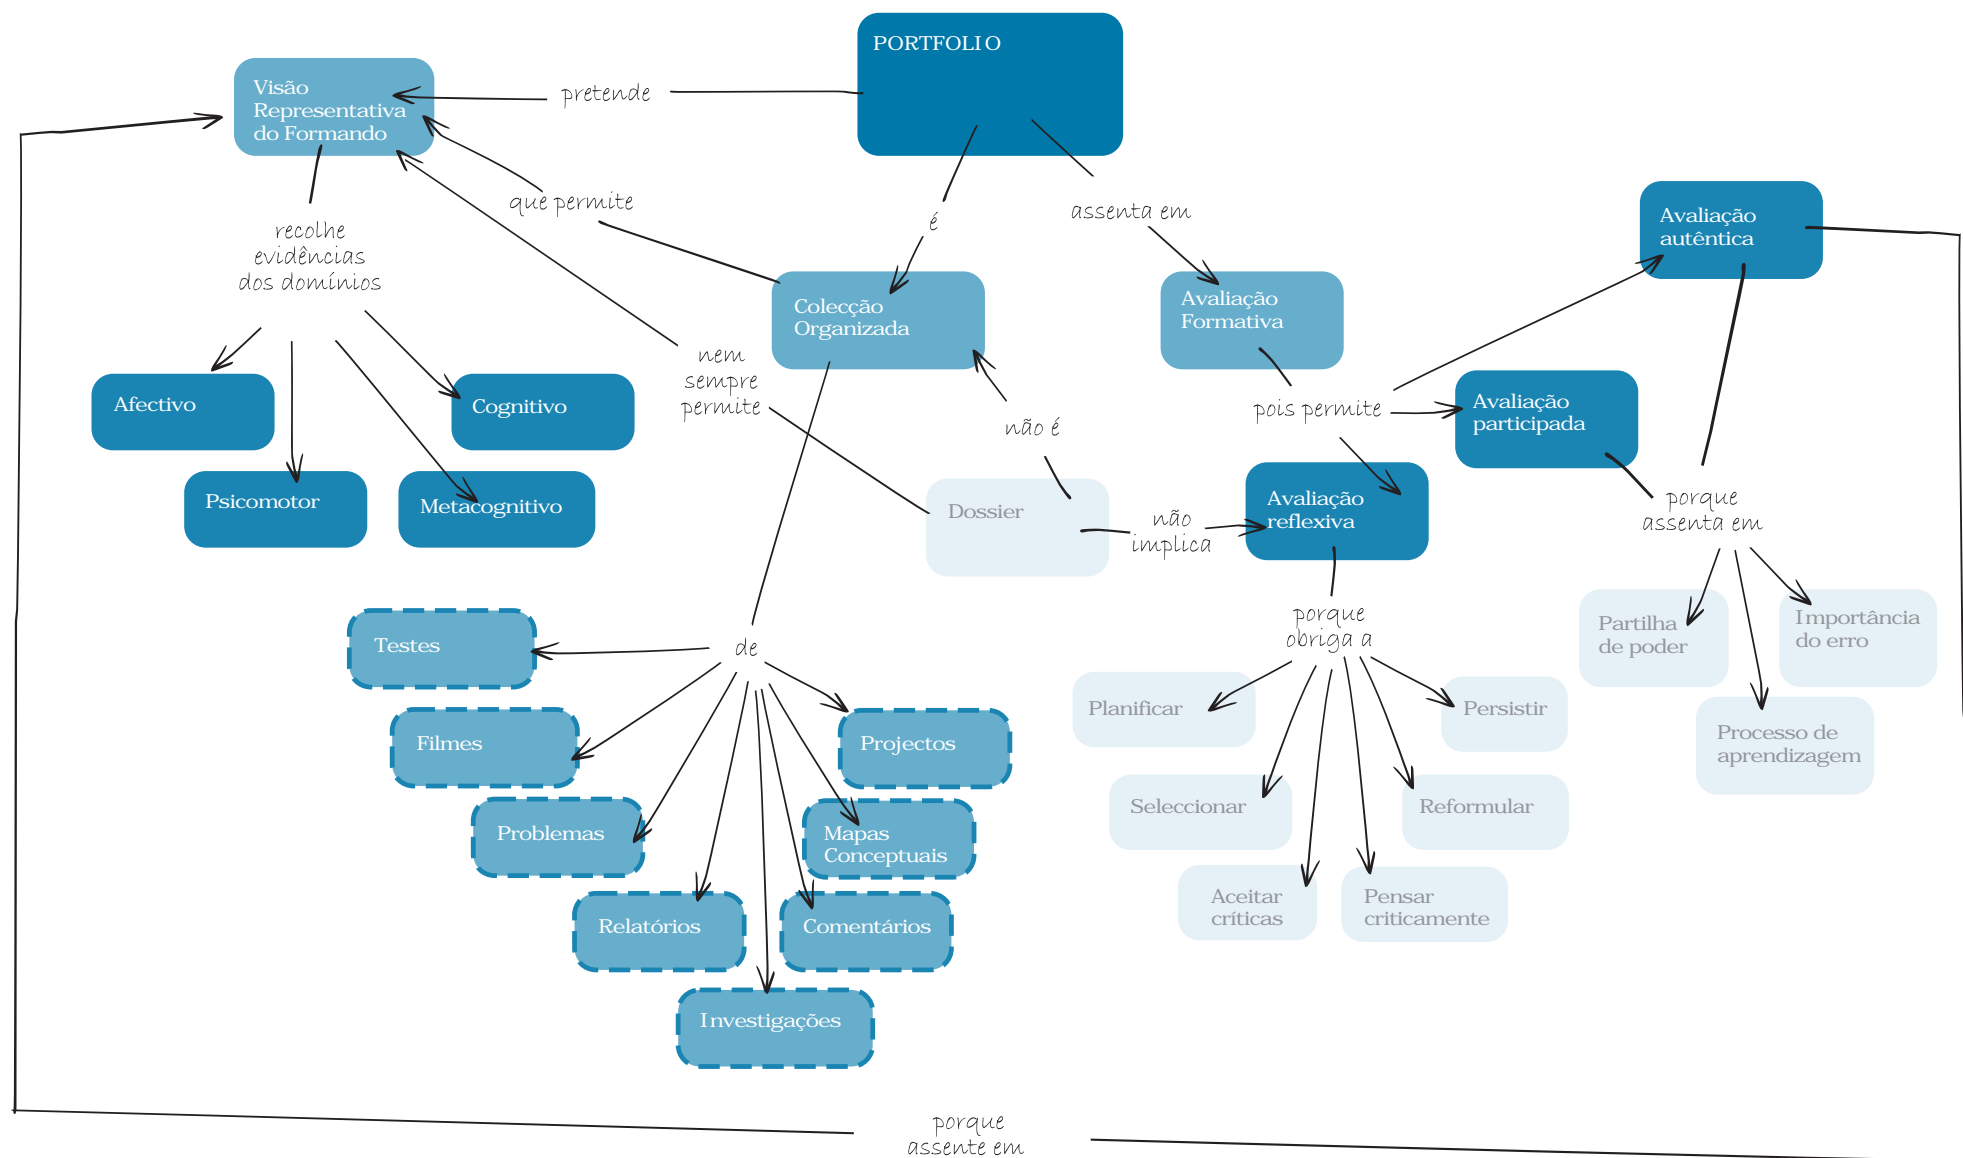 PORTFOLIO
Visão
Representativa
do Formando
pretende
que permite
é
assenta em
Avaliação
autêntica
recolhe
evidências
dos domínios
Colecção
Organizada
Avaliação
Formativa
nem
sempre
permite
Afectivo
Cognitivo
não é
pois permite
Avaliação
participada
Psicomotor
Metacognitivo
Dossier
não
implica
Avaliação
reflexiva
porque
assenta em
Testes
de
porque
obriga a
Partilha
de poder
Importância
do erro
Filmes
Projectos
Planificar
Persistir
Processo de
aprendizagem
Problemas
Mapas
Conceptuais
Seleccionar
Reformular
Relatórios
Comentários
Aceitar
críticas
Pensar
criticamente
Investigações
porque
assente em